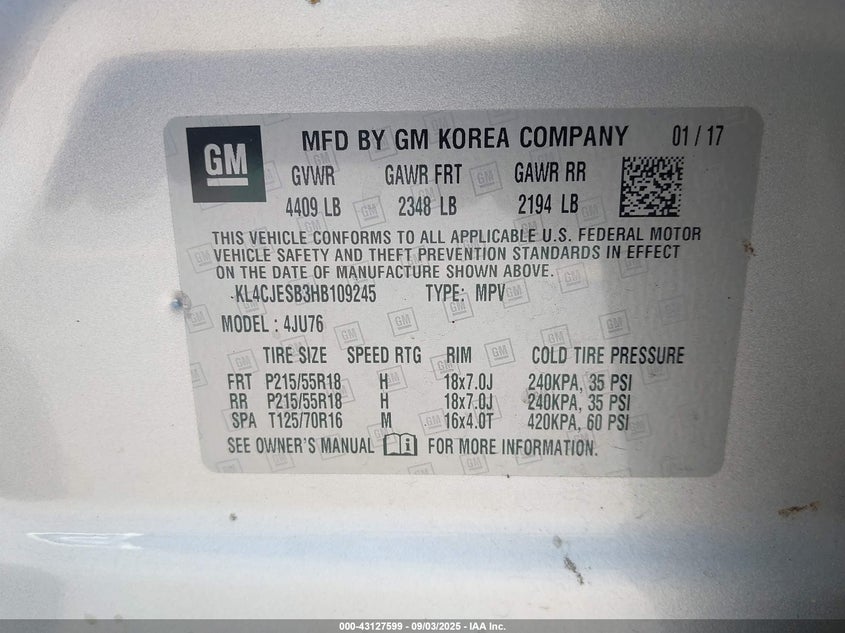 GM MFD BY GM KOREA COMPANY 01 / 17
GVWR GAWR FRT GAWR RR
4409 LB 2348 LB 2194 LB
THIS VEHICLE CONFORMS TO ALL APPLICABLE U.S. FEDERAL MOTOR
VEHICLE SAFETY AND THEFT PREVENTION STANDARDS IN EFFECT
ON THE DATE OF MANUFACTURE SHOWN ABOVE.
KL4CJESB3HB109245 TYPE: MPV
MODEL : 4JU76
TIRE SIZE SPEED RTG RIM COLD TIRE PRESSURE
FRT P215/55R18 H 18x7.0J 240KPA, 35 PSI
RR P215/55R18 H 18x7.0J 240KPA, 35 PSI
SPA T125/70R16 M 16x4.0T 420KPA, 60 PSI
SEE OWNER'S MANUAL FOR MORE INFORMATION.
000-43127599 - 09/03/2025 - IAA Inc.